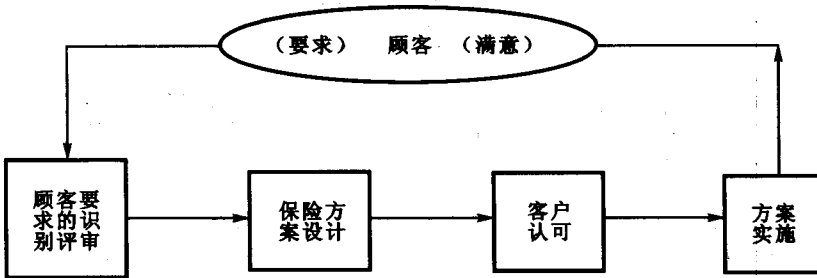 （要求） 顾客 （满意）
顾客要
求的识
别评审
保险方
案设计
客户
认可
方案
实施